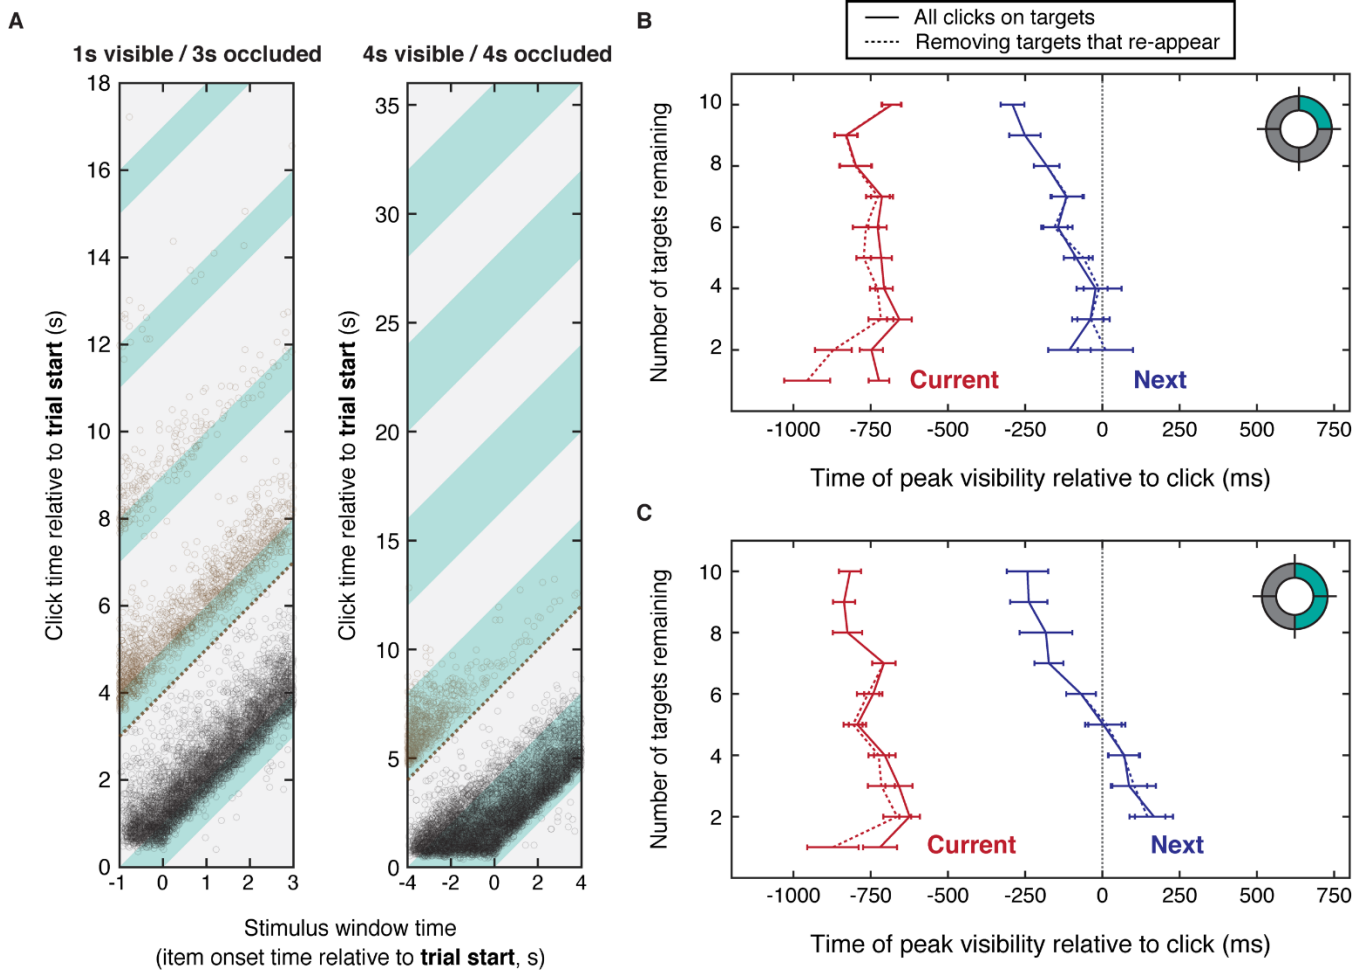 A
1s visible / 3s occluded
4s visible / 4s occluded
18
16
14
12
10
8
6
4
2
0
Click time relative to trial start (s)
-1
0
1
2
3
35
30
25
20
15
10
5
0
Click time relative to trial start (s)
-4
-2
0
2
4
Stimulus window time
(item onset time relative to trial start, s)
All clicks on targets
Removing targets that re-appear
B
10
8
6
4
2
Number of targets remaining
Current
Next
-1000
-750
-500
-250
0
250
500
750
Time of peak visibility relative to click (ms)
C
10
8
6
4
2
Number of targets remaining
Current
Next
-1000
-750
-500
-250
0
250
500
750
Time of peak visibility relative to click (ms)